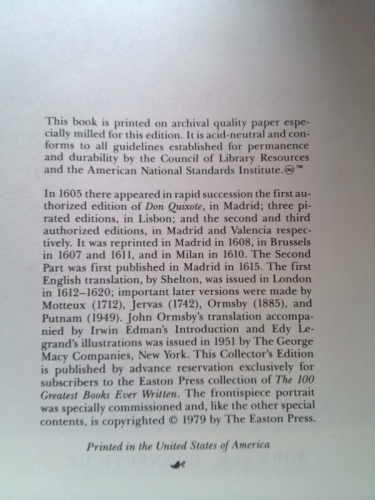 This book is printed on archival quality paper espe-
cially milled for this edition. It is acid-neutral and con-
forms to all guidelines established for permanence
and durability by the Council of Library Resources
and the American National Standards Institute.♾™
In 1605 there appeared in rapid succession the first au-
thorized edition of Don Quixote, in Madrid; three pi-
rated editions, in Lisbon; and the second and third
authorized editions, in Madrid and Valencia respec-
tively. It was reprinted in Madrid in 1608, in Brussels
in 1607 and 1611, and in Milan in 1610. The Second
Part was first published in Madrid in 1615. The first
English translation, by Shelton, was issued in London
in 1612–1620; important later versions were made by
Motteux (1712), Jervas (1742), Ormsby (1885), and
Putnam (1949). John Ormsby's translation accompa-
nied by Irwin Edman's Introduction and Edy Le-
grand's illustrations was issued in 1951 by The George
Macy Companies, New York. This Collector's Edition
is published by advance reservation exclusively for
subscribers to the Easton Press collection of The 100
Greatest Books Ever Written. The frontispiece portrait
was specially commissioned and, like the other special
contents, is copyrighted © 1979 by The Easton Press.
Printed in the United States of America